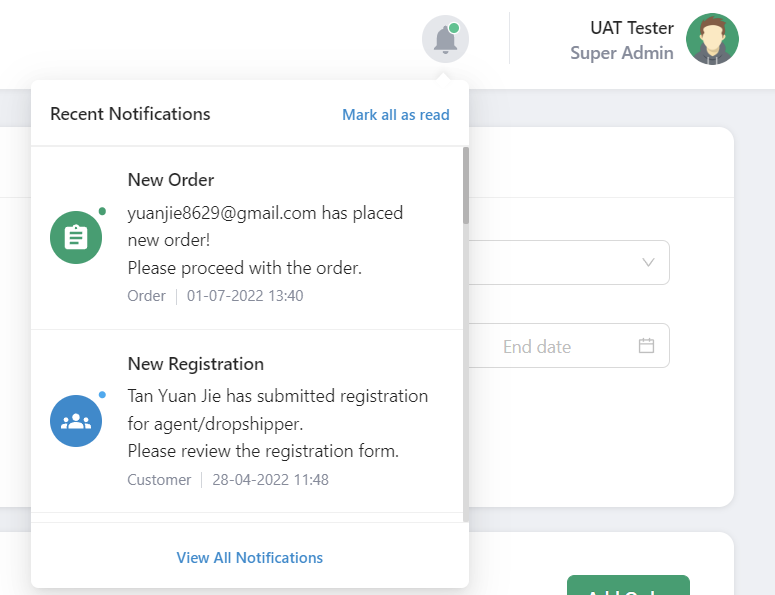 UAT Tester
Super Admin
Recent Notifications
Mark all as read
New Order
yuanjie8629@gmail.com has placed
new order!
Please proceed with the order.
Order
01-07-2022 13:40
End date
New Registration
Tan Yuan Jie has submitted registration
for agent/dropshipper.
Please review the registration form.
Customer
28-04-2022 11:48
View All Notifications